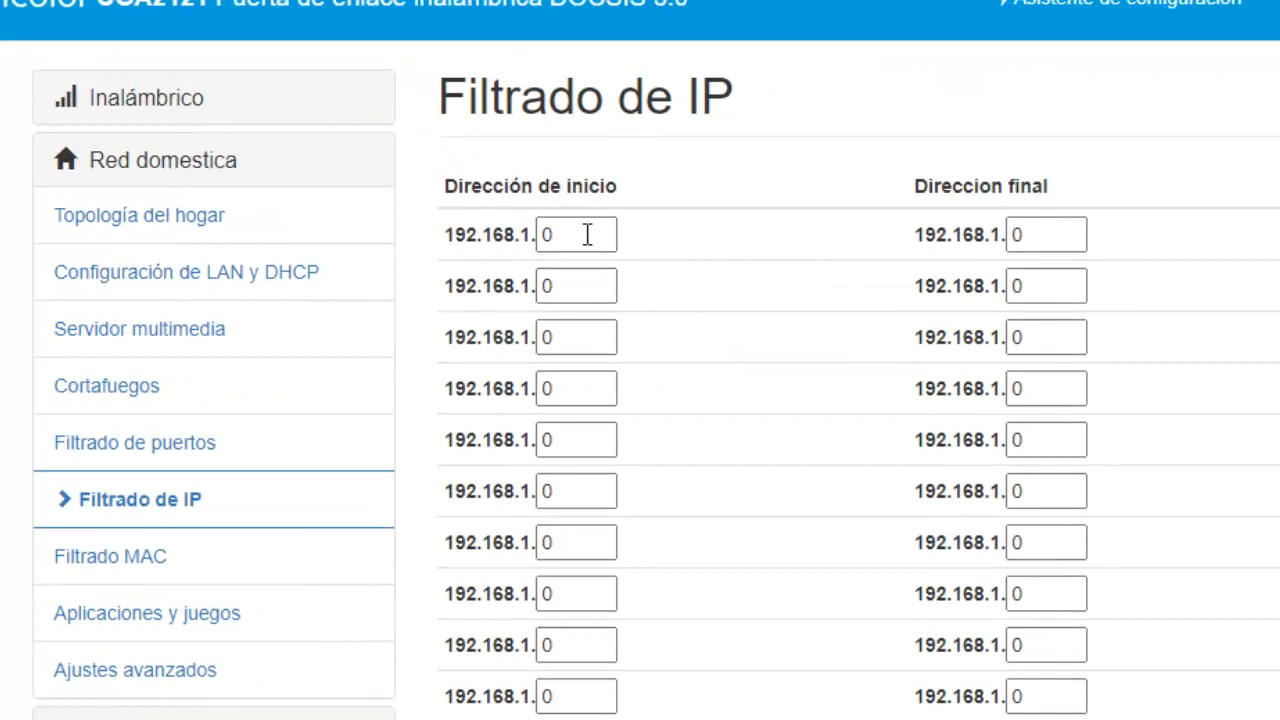 Inalámbrico
Red domestica
Topología del hogar
Configuración de LAN y DHCP
Servidor multimedia
Cortafuegos
Filtrado de puertos
Filtrado de IP
Filtrado MAC
Aplicaciones y juegos
Ajustes avanzados
Filtrado de IP
Dirección de inicio Direccion final
192.168.1. 0 192.168.1. 0
192.168.1. 0 192.168.1. 0
192.168.1. 0 192.168.1. 0
192.168.1. 0 192.168.1. 0
192.168.1. 0 192.168.1. 0
192.168.1. 0 192.168.1. 0
192.168.1. 0 192.168.1. 0
192.168.1. 0 192.168.1. 0
192.168.1. 0 192.168.1. 0
192.168.1. 0 192.168.1. 0